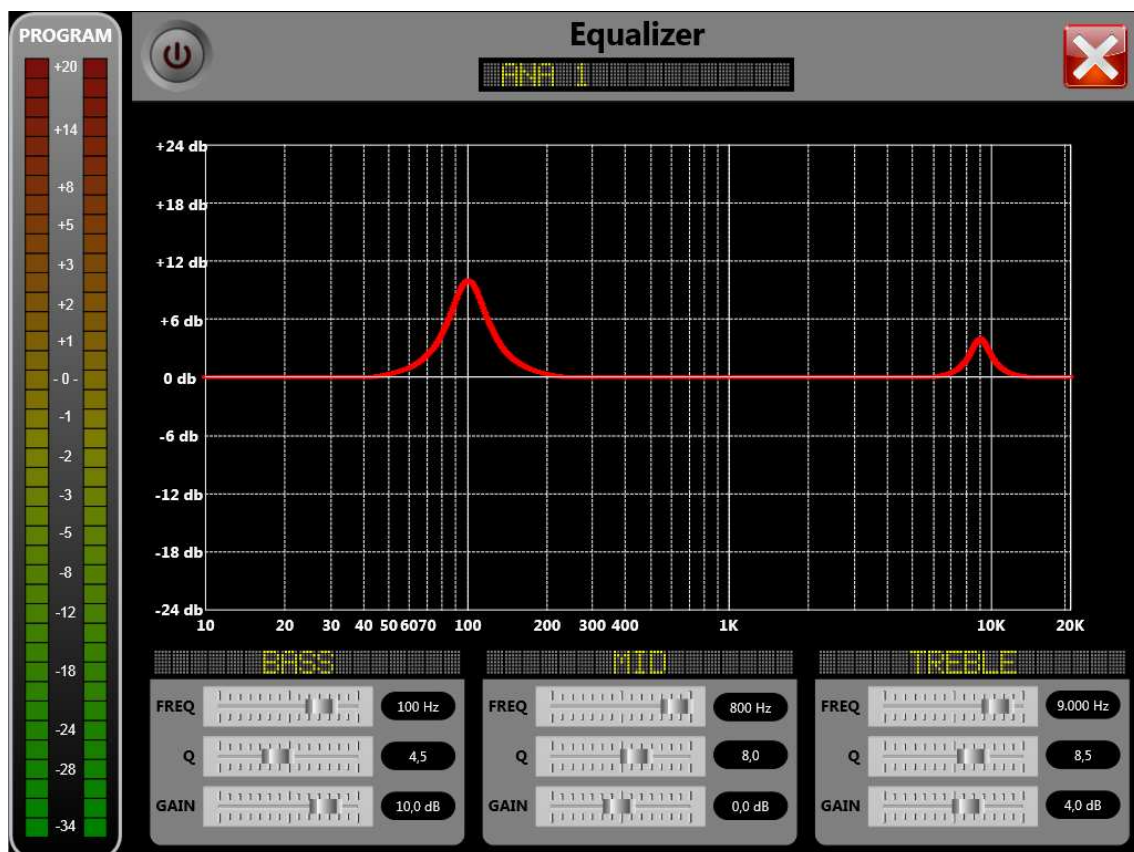 PROGRAM
+20
+14
+8
+5
+3
+2
+1
- 0 -
-1
-2
-3
-5
-8
-12
-18
-24
-28
-34
Equalizer
ANA 1
+24 db
+18 db
+12 db
+6 db
0 db
-6 db
-12 db
-18 db
-24 db
10 20 30 40 50 60 70 100 200 300 400 1K 10K 20K
BASS
FREQ 100 Hz
Q 4,5
GAIN 10,0 dB
MID
FREQ 800 Hz
Q 8,0
GAIN 0,0 dB
TREBLE
FREQ 9.000 Hz
Q 8,5
GAIN 4,0 dB